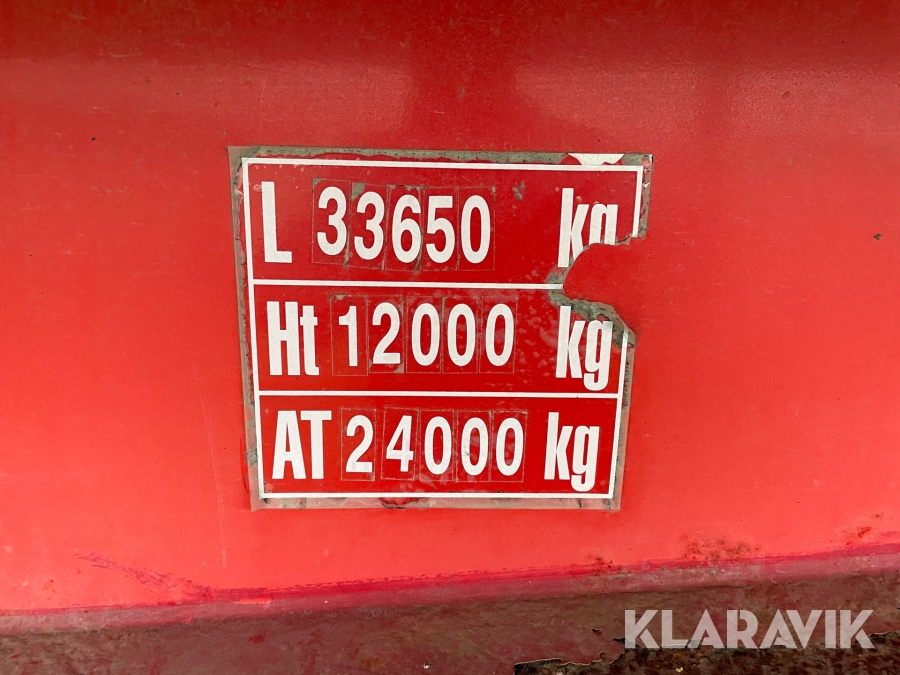 L 33650 kg
Ht 12000 kg
AT 24000 kg
KLARAVIK